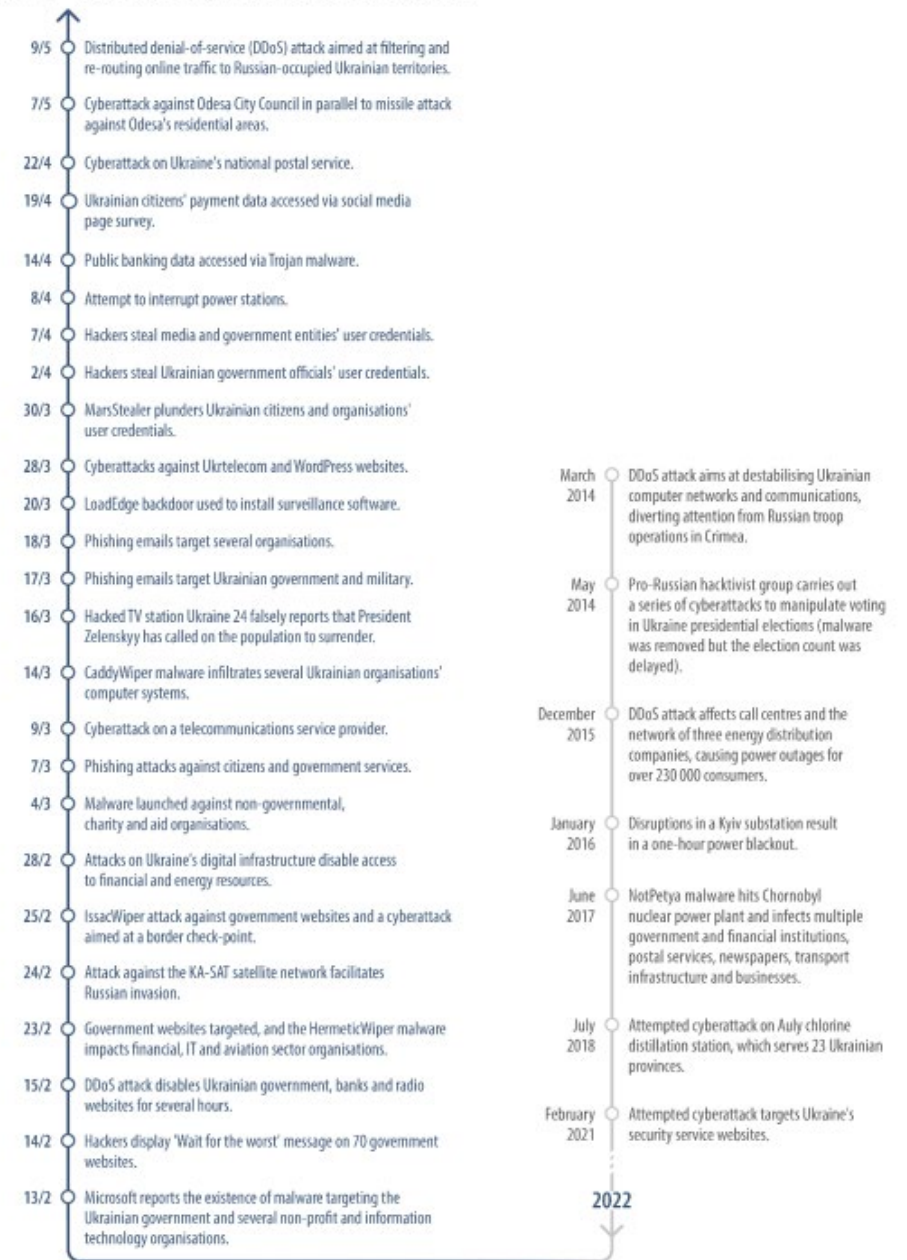 9/5 Distributed denial-of-service (DDoS) attack aimed at filtering and
re-routing online traffic to Russian-occupied Ukrainian territories.
7/5 Cyberattack against Odesa City Council in parallel to missile attack
against Odesa's residential areas.
22/4 Cyberattack on Ukraine's national postal service.
19/4 Ukrainian citizens' payment data accessed via social media
page survey.
14/4 Public banking data accessed via Trojan malware.
8/4 Attempt to interrupt power stations.
7/4 Hackers steal media and government entities' user credentials.
2/4 Hackers steal Ukrainian government officials' user credentials.
30/3 MarsStealer plunders Ukrainian citizens and organisations'
user credentials.
28/3 Cyberattacks against Ukrtelecom and WordPress websites.
20/3 LoadEdge backdoor used to install surveillance software.
18/3 Phishing emails target several organisations.
17/3 Phishing emails target Ukrainian government and military.
16/3 Hacked TV station Ukraine 24 falsely reports that President
Zelenskyy has called on the population to surrender.
14/3 CaddyWiper malware infiltrates several Ukrainian organisations'
computer systems.
9/3 Cyberattack on a telecommunications service provider.
7/3 Phishing attacks against citizens and government services.
4/3 Malware launched against non-governmental,
charity and aid organisations.
28/2 Attacks on Ukraine's digital infrastructure disable access
to financial and energy resources.
25/2 IssacWiper attack against government websites and a cyberattack
aimed at a border check-point.
24/2 Attack against the KA-SAT satellite network facilitates
Russian invasion.
23/2 Government websites targeted, and the HermeticWiper malware
impacts financial, IT and aviation sector organisations.
15/2 DDoS attack disables Ukrainian government, banks and radio
websites for several hours.
14/2 Hackers display 'Wait for the worst' message on 70 government
websites.
13/2 Microsoft reports the existence of malware targeting the
Ukrainian government and several non-profit and information
technology organisations.
March DDoS attack aims at destabilising Ukrainian
2014 computer networks and communications,
diverting attention from Russian troop
operations in Crimea.
May Pro-Russian hacktivist group carries out
2014 a series of cyberattacks to manipulate voting
in Ukraine presidential elections (malware
was removed but the election count was
delayed).
December DDoS attack affects call centres and the
2015 network of three energy distribution
companies, causing power outages for
over 230 000 consumers.
January Disruptions in a Kyiv substation result
2016 in a one-hour power blackout.
June NotPetya malware hits Chornobyl
2017 nuclear power plant and infects multiple
government and financial institutions,
postal services, newspapers, transport
infrastructure and businesses.
July Attempted cyberattack on Auly chlorine
2018 distillation station, which serves 23 Ukrainian
provinces.
February Attempted cyberattack targets Ukraine's
2021 security service websites.
2022